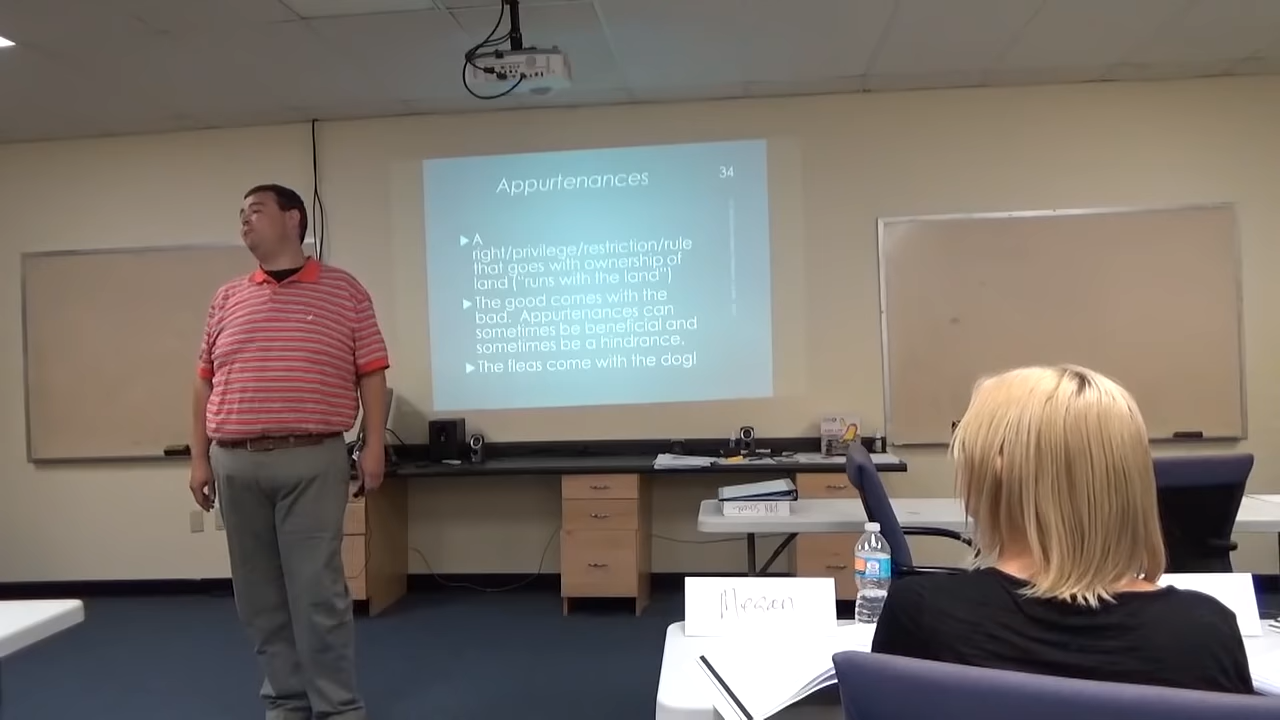 Appurtenances
34
A
right/privilege/restriction/rule
that goes with ownership of
land ("runs with the land")
The good comes with the
bad. Appurtenances can
sometimes be beneficial and
sometimes be a hindrance.
The fleas come with the dog!